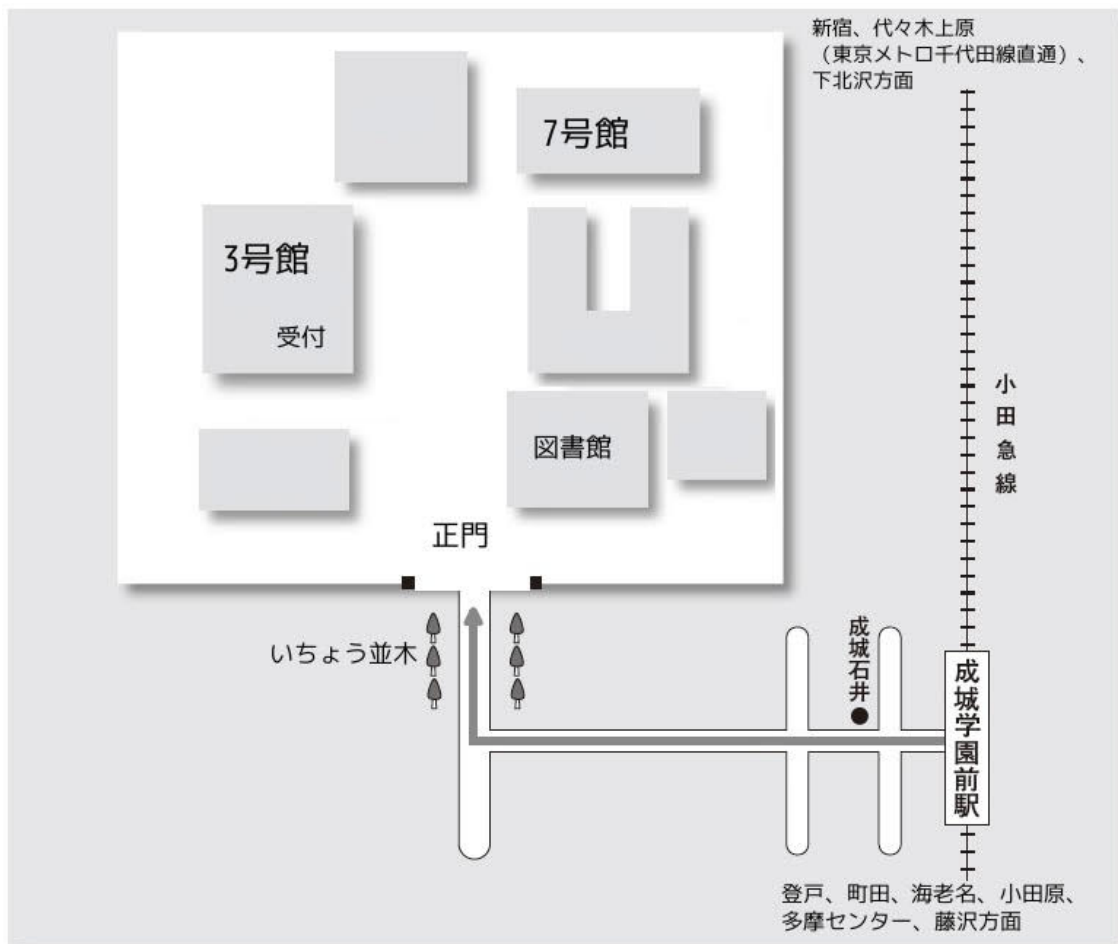 新宿、代々木上原
（東京メトロ千代田線直通）、
下北沢方面
7号館
3号館
受付
小田急線
図書館
正門
いちょう並木
成城石井
成城学園前駅
登戸、町田、海老名、小田原、
多摩センター、藤沢方面